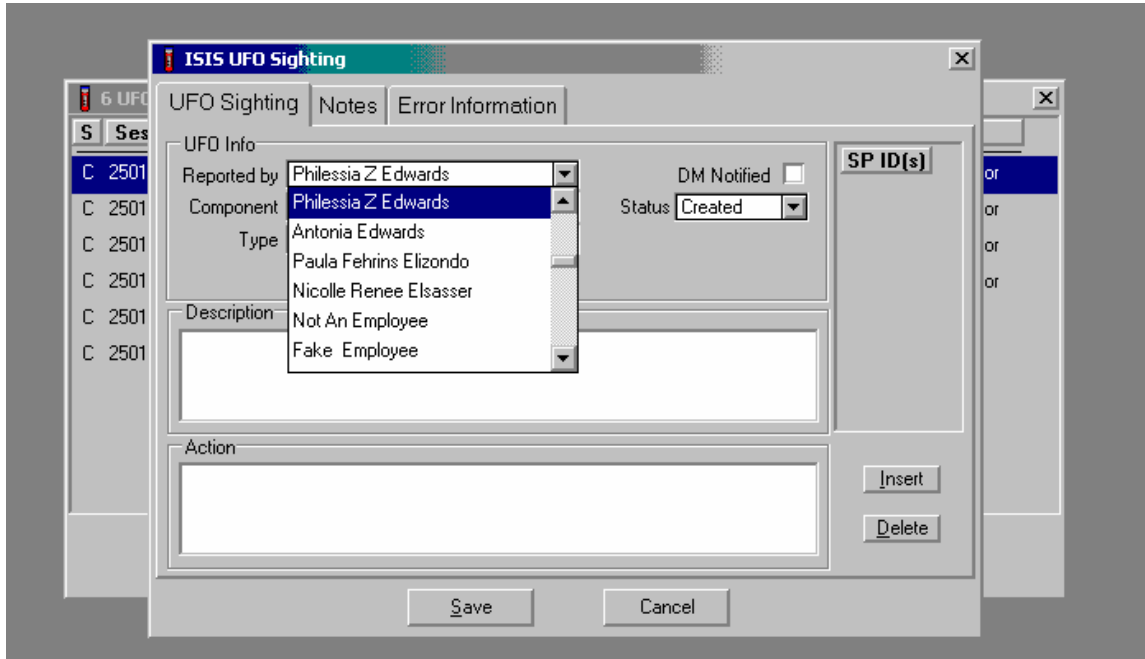 ISIS UFO Sighting
6 UFO
UFO Sighting Notes Error Information
S Ses
UFO Info
SP ID(s)
Reported by Philessia Z Edwards DM Notified
C 2501 or
Philessia Z Edwards
Component Status Created
C 2501 or
Type Antonia Edwards
C 2501 or
Paula Fehrins Elizondo
C 2501 or
Nicolle Renee Elsasser
Description Not An Employee
C 2501
Fake Employee
C 2501
Action
Insert
Delete
Save Cancel